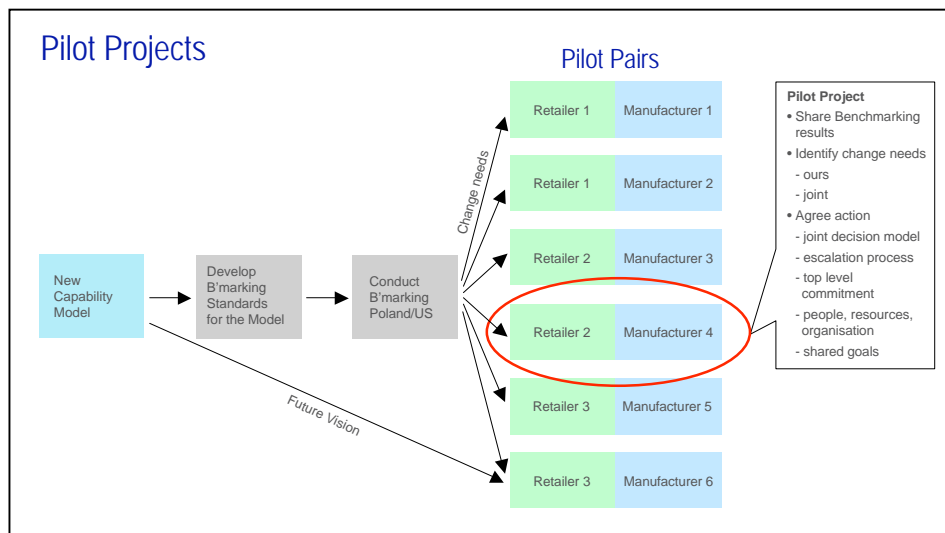 Pilot Projects
Pilot Pairs
Retailer 1 Manufacturer 1
Retailer 1 Manufacturer 2
Retailer 2 Manufacturer 3
Retailer 2 Manufacturer 4
Retailer 3 Manufacturer 5
Retailer 3 Manufacturer 6
Change needs
New
Capability
Model
Develop
B'marking
Standards
for the Model
Conduct
B'marking
Poland/US
Future Vision
Pilot Project
• Share Benchmarking
results
• Identify change needs
- ours
- joint
• Agree action
- joint decision model
- escalation process
- top level
commitment
- people, resources,
organisation
- shared goals